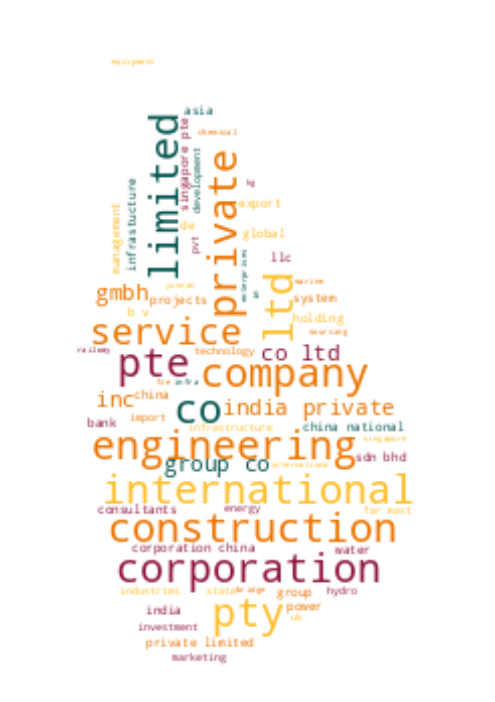 equipment
asia
limited
singapore pte
chemical
development
private
infrastucture
management
export
de
global
pvt
enterprises
llc
gmbh
projects
ltd
marine
system
b v
holding
service
sourcing
railway
pte
technology
co ltd
company
infra
inc
china
co
india private
import
bank
infrastructure
china national
singapore
engineering
group co
international
sdn bhd
international
consultants
energy
far east
construction
corporation china
water
corporation
industries
state
bridge
group
hydro
india
pty
power
uk
investment
private limited
marketing